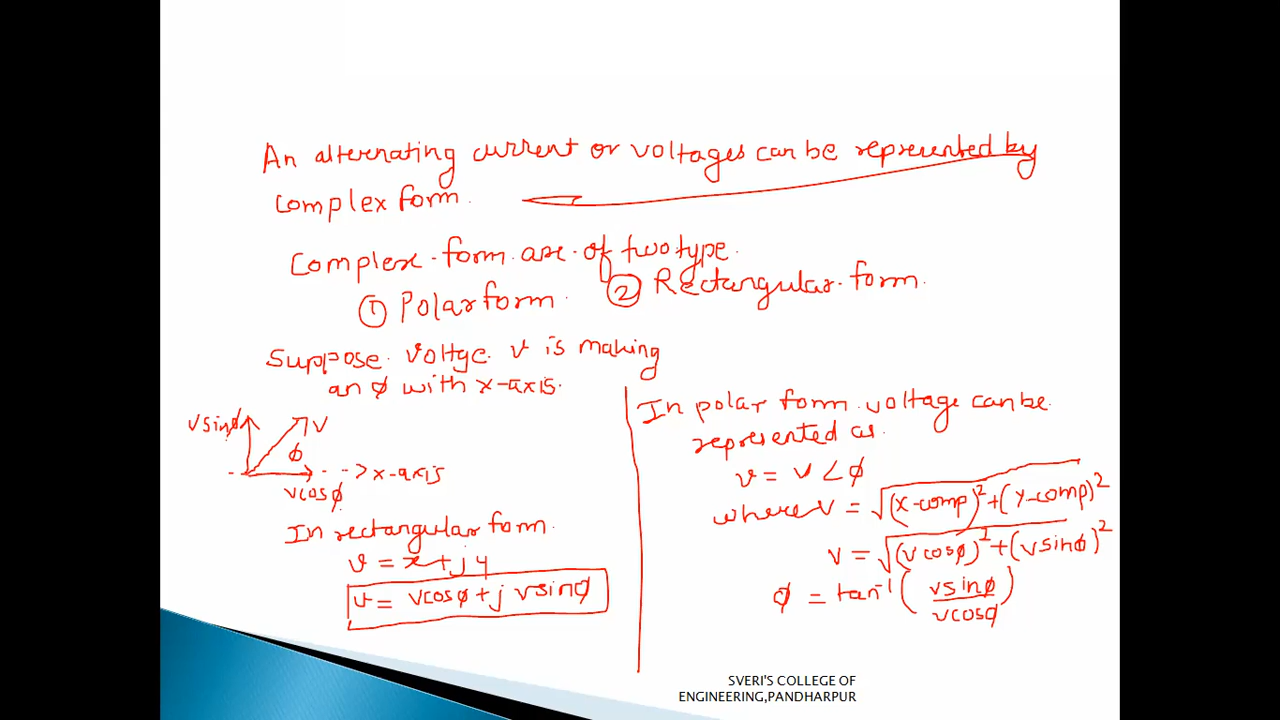 An alternating current or voltages can be represented by
complex form.
Complex form are of two type.
① Polar form ② Rectangular form.
Suppose voltge v is making
an ϕ with x-axis.
vsinϕ
V
ϕ
x-axis
vcosϕ
In rectangular form.
v = x + j y
v = vcosϕ + j vsinϕ
In polar form voltage can be
represented as.
v = v ∠ ϕ
where v = √(x-comp)² + (y-comp)²
v = √(v cosϕ)² + (v sinϕ)²
ϕ = tan⁻¹ (vsinϕ / vcosϕ)
SVERI'S COLLEGE OF
ENGINEERING,PANDHARPUR